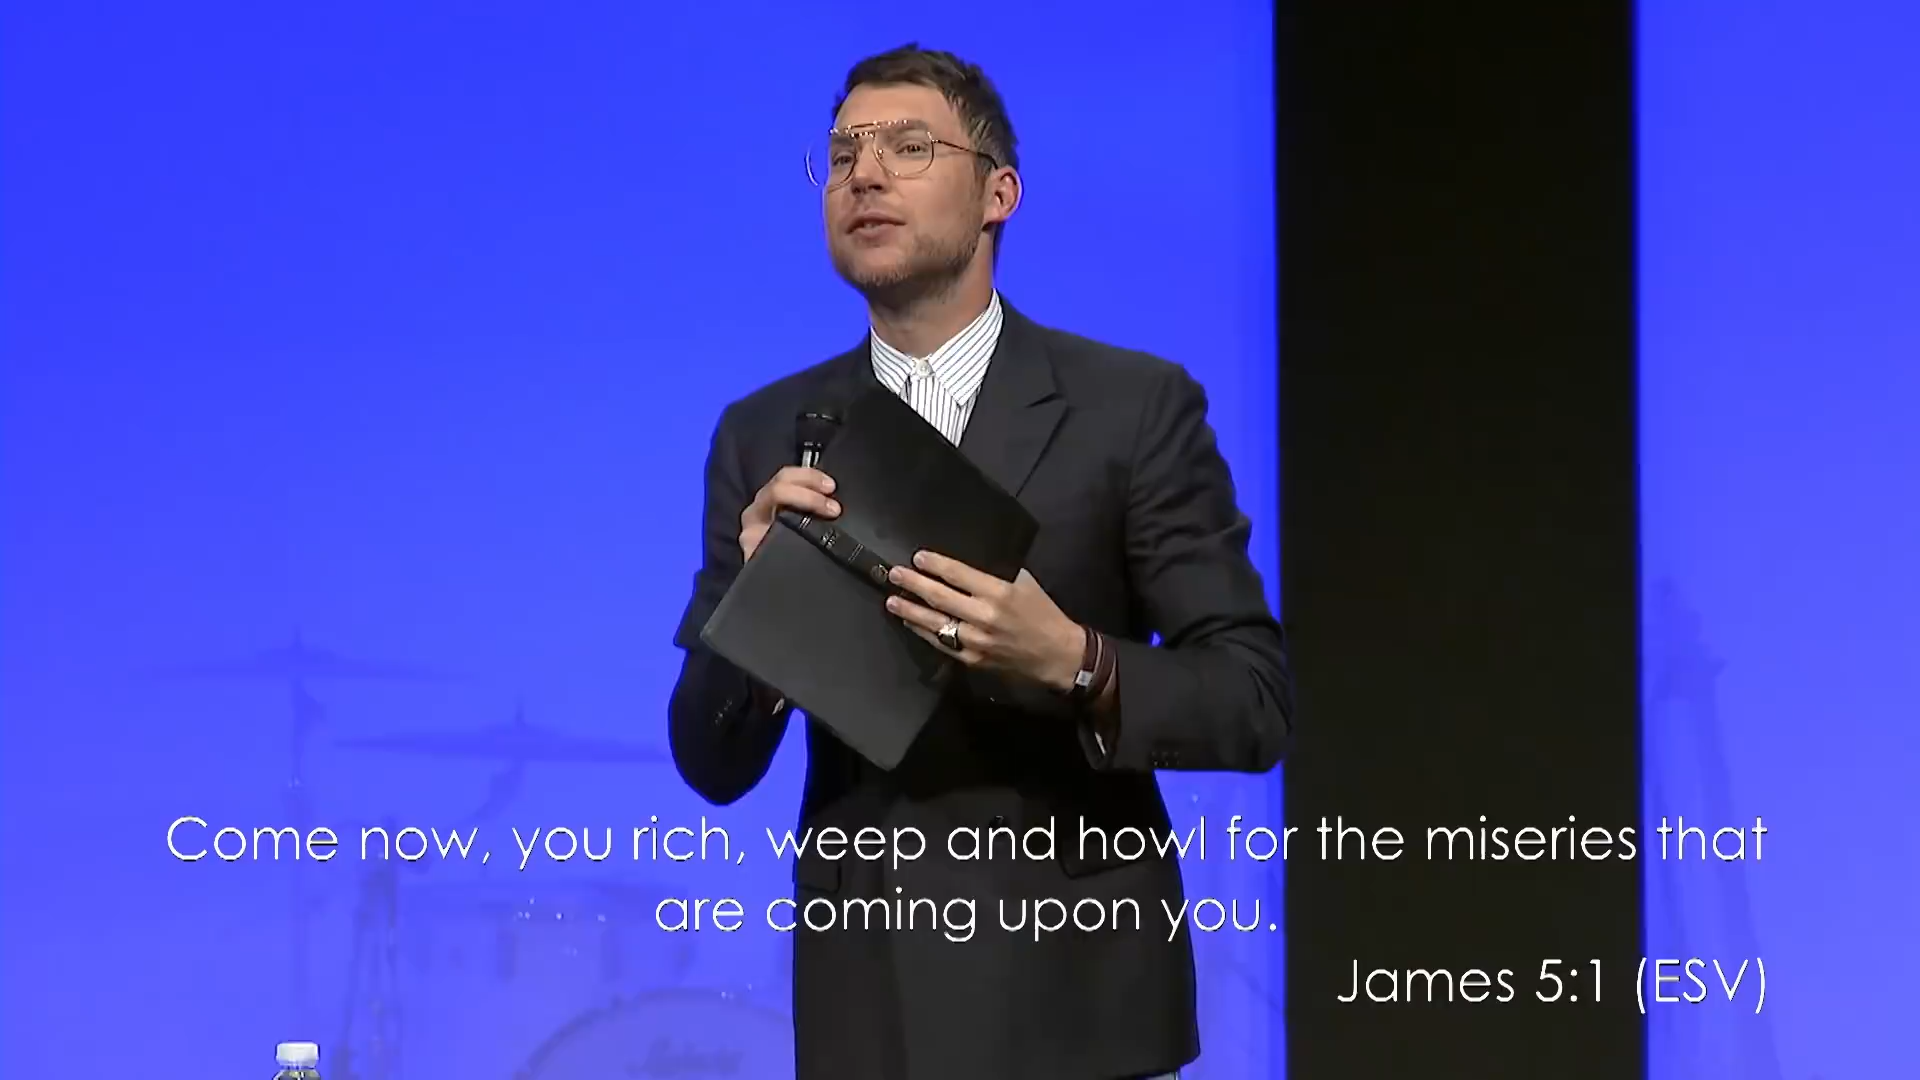 Come now, you rich, weep and howl for the miseries that
are coming upon you.
James 5:1 (ESV)